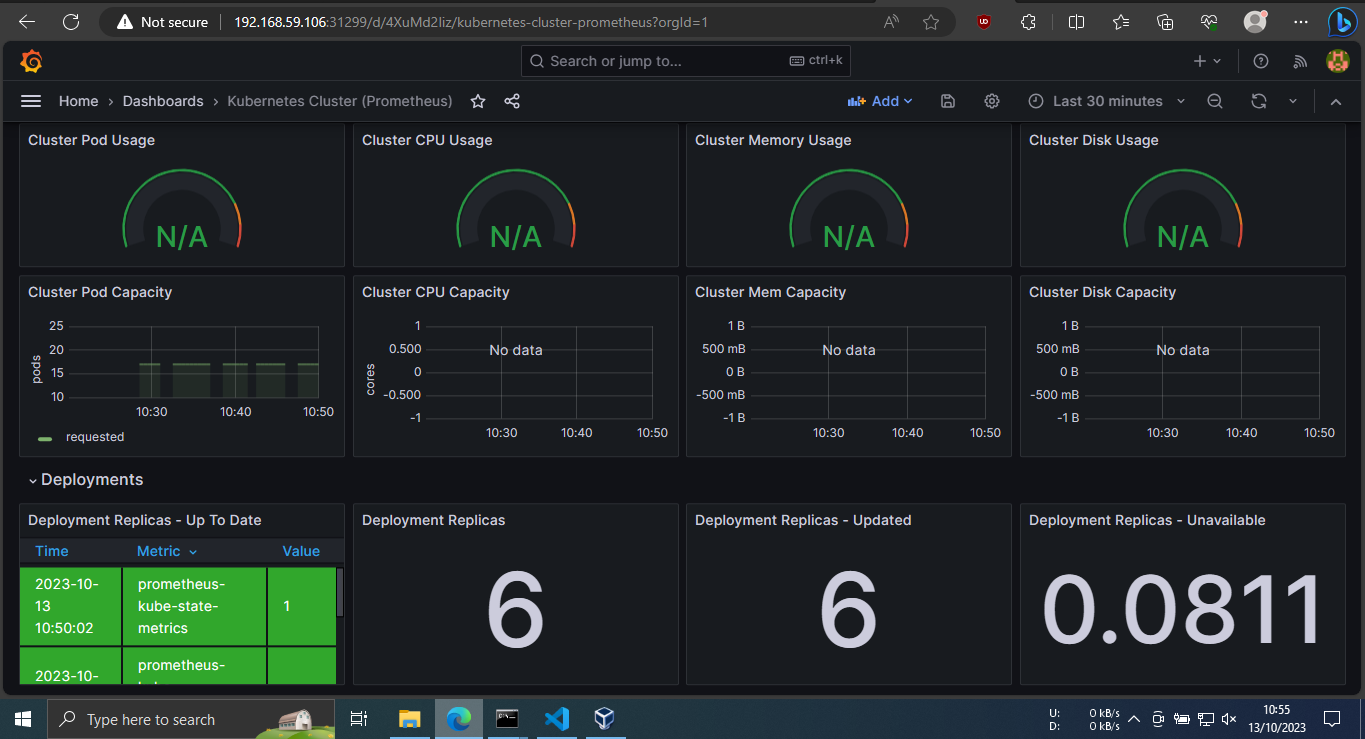 Not secure
192.168.59.106:31299/d/4XuMd2Iiz/kubernetes-cluster-prometheus?orgId=1
Search or jump to...
ctrl+k
Home › Dashboards › Kubernetes Cluster (Prometheus)
Add
Last 30 minutes
Cluster Pod Usage
N/A
Cluster CPU Usage
N/A
Cluster Memory Usage
N/A
Cluster Disk Usage
N/A
Cluster Pod Capacity
pods
25
20
15
10
10:30 10:40 10:50
requested
Cluster CPU Capacity
cores
1
0.500
0
-0.500
-1
No data
10:30 10:40 10:50
Cluster Mem Capacity
1 B
500 mB
0 B
-500 mB
-1 B
No data
10:30 10:40 10:50
Cluster Disk Capacity
1 B
500 mB
0 B
-500 mB
-1 B
No data
10:30 10:40 10:50
Deployments
Deployment Replicas - Up To Date
Time Metric Value
2023-10-
13
10:50:02
prometheus-
kube-state-
metrics
1
2023-10-
prometheus-
Deployment Replicas
6
Deployment Replicas - Updated
6
Deployment Replicas - Unavailable
0.0811
Type here to search
U: 0 kB/s
D: 0 kB/s
10:55
13/10/2023